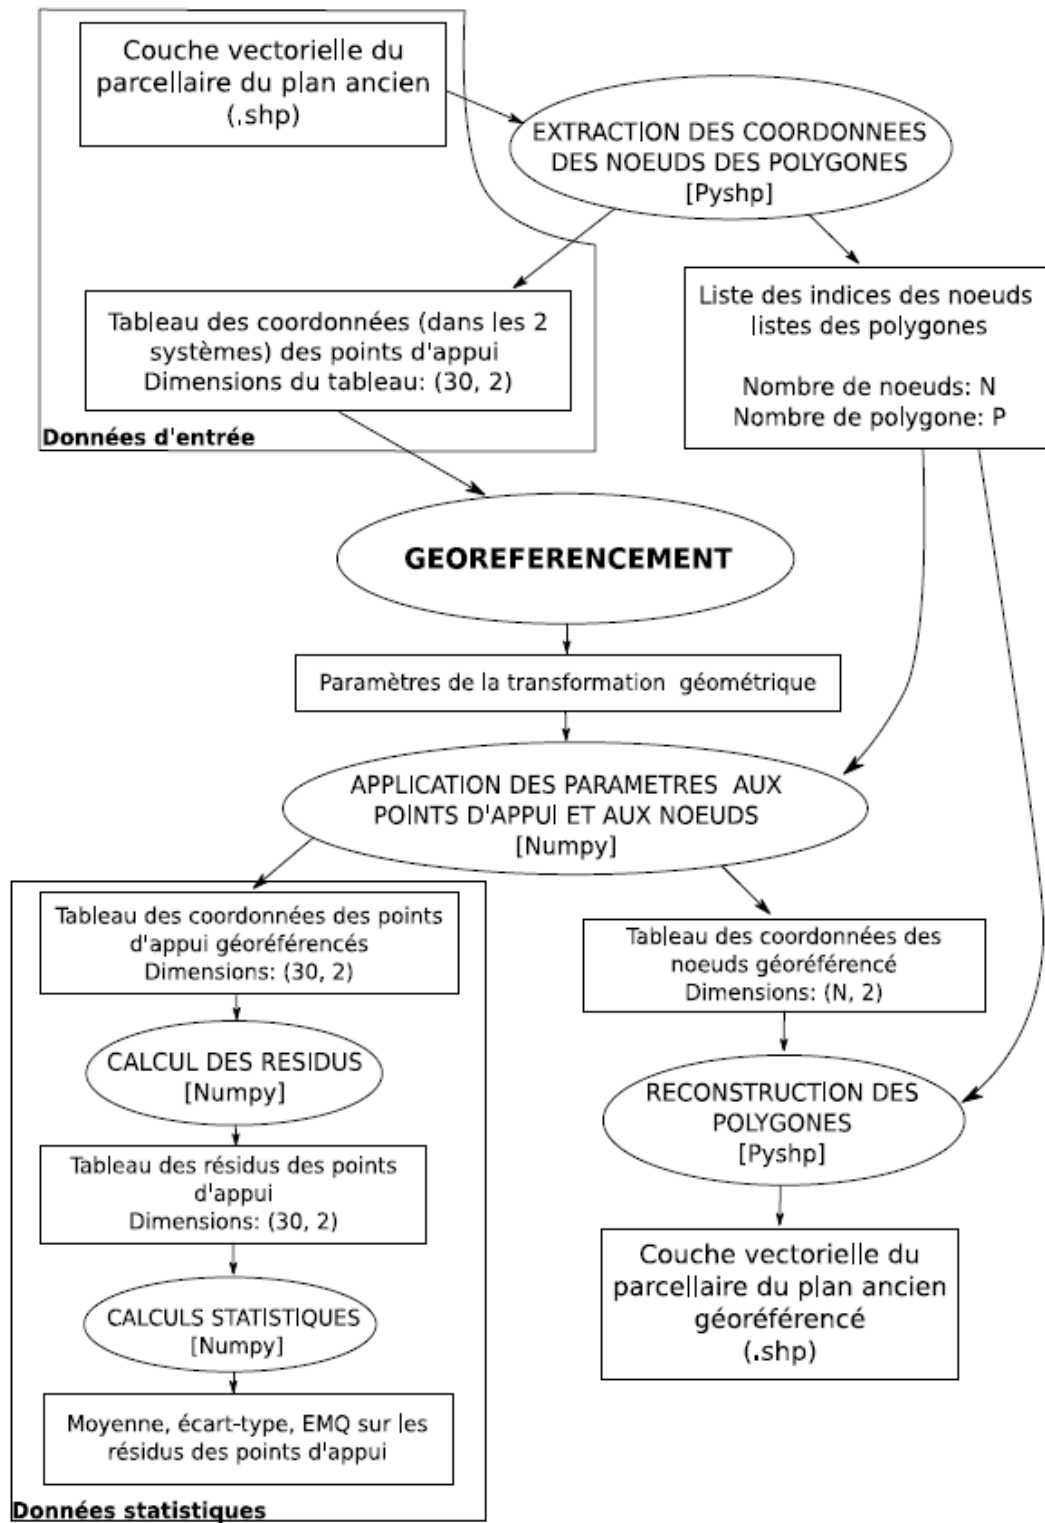 Couche vectorielle du
parcellaire du plan ancien
(.shp)
EXTRACTION DES COORDONNEES
DES NOEUDS DES POLYGONES
[Pyshp]
Tableau des coordonnées (dans les 2
systèmes) des points d'appui
Dimensions du tableau: (30, 2)
Données d'entrée
Liste des indices des noeuds
listes des polygones
Nombre de noeuds: N
Nombre de polygone: P
GEOREFERENCEMENT
Paramètres de la transformation géométrique
APPLICATION DES PARAMETRES AUX
POINTS D'APPUI ET AUX NOEUDS
[Numpy]
Tableau des coordonnées des points
d'appui géoréférencés
Dimensions: (30, 2)
CALCUL DES RESIDUS
[Numpy]
Tableau des résidus des points
d'appui
Dimensions: (30, 2)
CALCULS STATISTIQUES
[Numpy]
Moyenne, écart-type, EMQ sur les
résidus des points d'appui
Données statistiques
Tableau des coordonnées des
noeuds géoréférencé
Dimensions: (N, 2)
RECONSTRUCTION DES
POLYGONES
[Pyshp]
Couche vectorielle du
parcellaire du plan ancien
géoréférencé
(.shp)